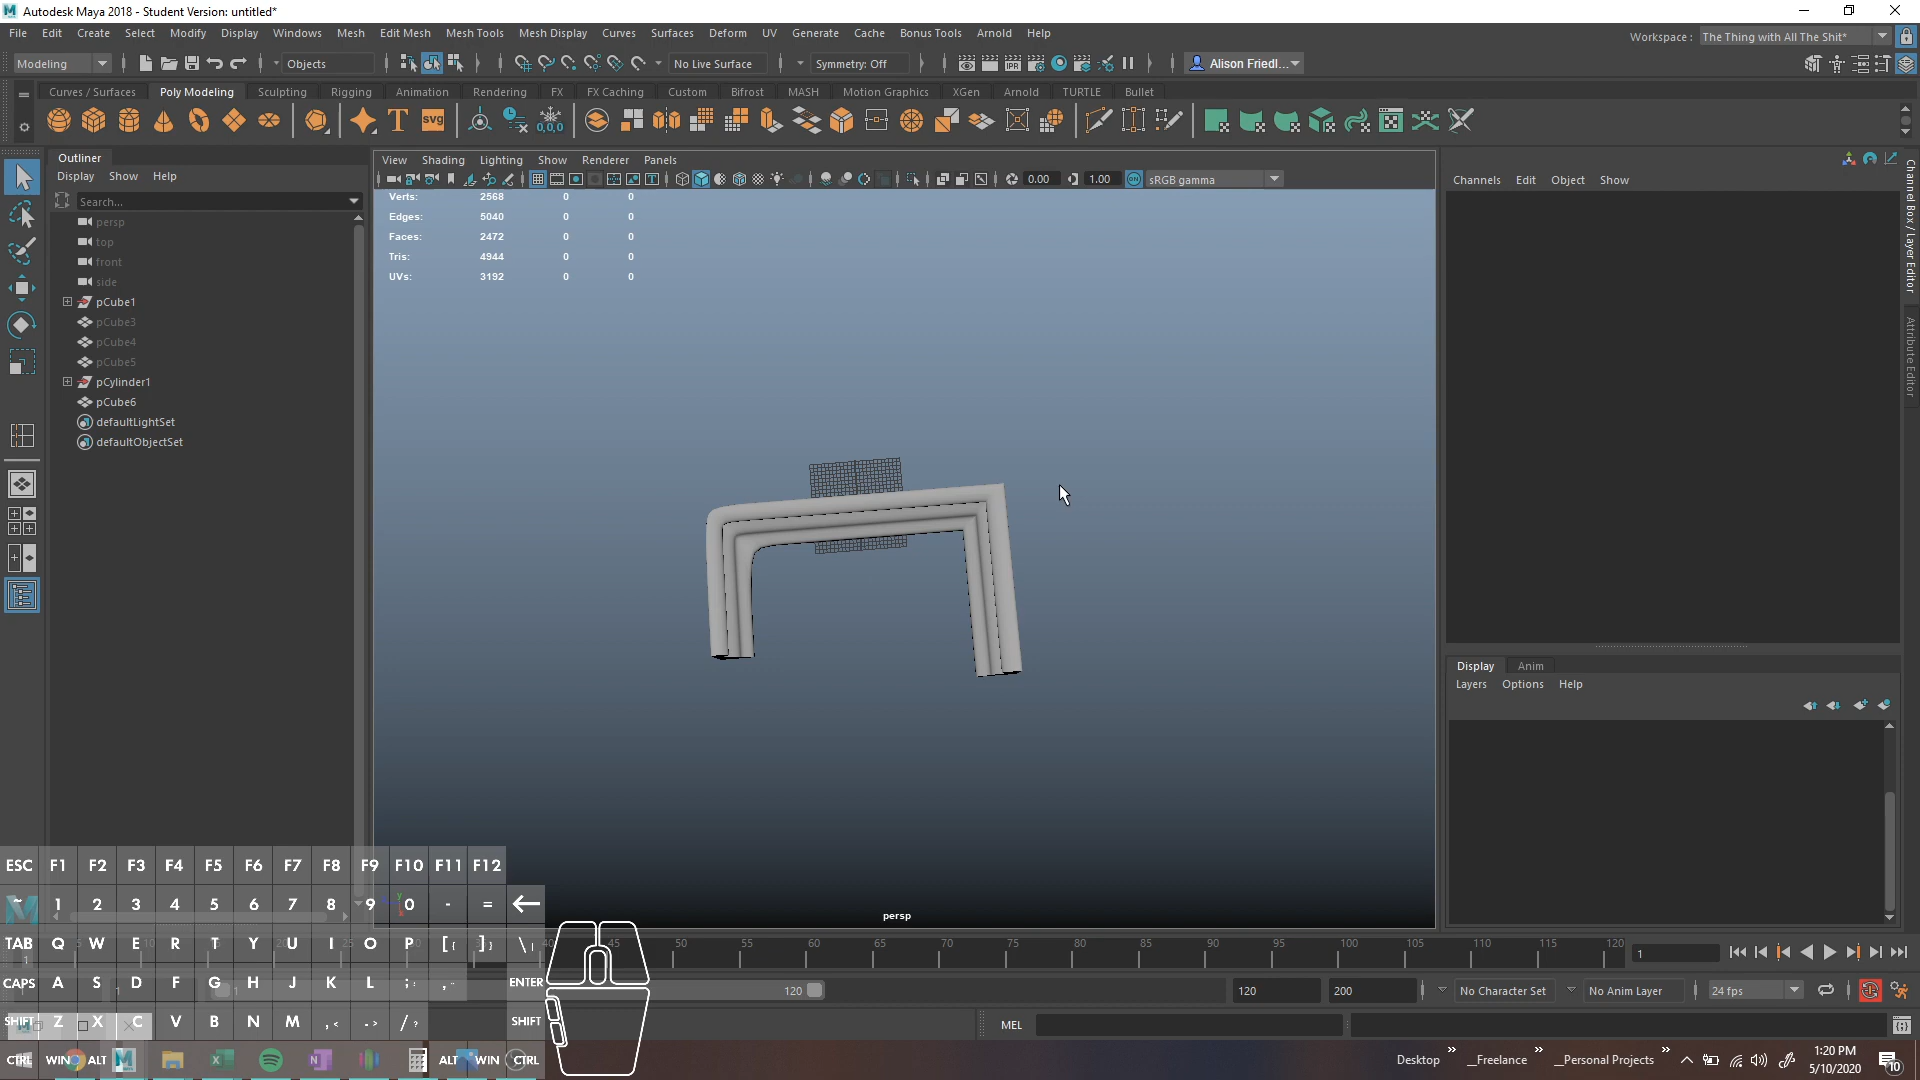 Autodesk Maya 2018 - Student Version: untitled*
File Edit Create Select Modify Display Windows Mesh Edit Mesh Mesh Tools Mesh Display Curves Surfaces Deform UV Generate Cache Bonus Tools Arnold Help
Workspace : The Thing with All The Shit*
Modeling Objects No Live Surface Symmetry: Off Alison Friedl...
Curves / Surfaces Poly Modeling Sculpting Rigging Animation Rendering FX FX Caching Custom Bifrost MASH Motion Graphics XGen Arnold TURTLE Bullet
Outliner
Display Show Help
Search...
persp
top
front
side
pCube1
pCube3
pCube4
pCube5
pCylinder1
pCube6
defaultLightSet
defaultObjectSet
View Shading Lighting Show Renderer Panels
0.00 1.00 sRGB gamma
Verts: 2568 0 0
Edges: 5040 0 0
Faces: 2472 0 0
Tris: 4944 0 0
UVs: 3192 0 0
persp
Channels Edit Object Show
Channel Box / Layer Editor
Attribute Editor
Display Anim
Layers Options Help
ESC F1 F2 F3 F4 F5 F6 F7 F8 F9 F10 F11 F12
~ 1 2 3 4 5 6 7 8 9 0 - =
TAB Q W E R T Y U I O P [{ ]} \|
CAPS A S D F G H J K L ENTER
SHIFT Z X C V B N M ,< .> /? SHIFT
CTRL WIN ALT ALT WIN CTRL
45 50 55 60 65 70 75 80 85 90 95 100 105 110 115 120
1
120 120 200 No Character Set No Anim Layer 24 fps
MEL
Desktop __Freelance __Personal Projects
1:20 PM
5/10/2020
10